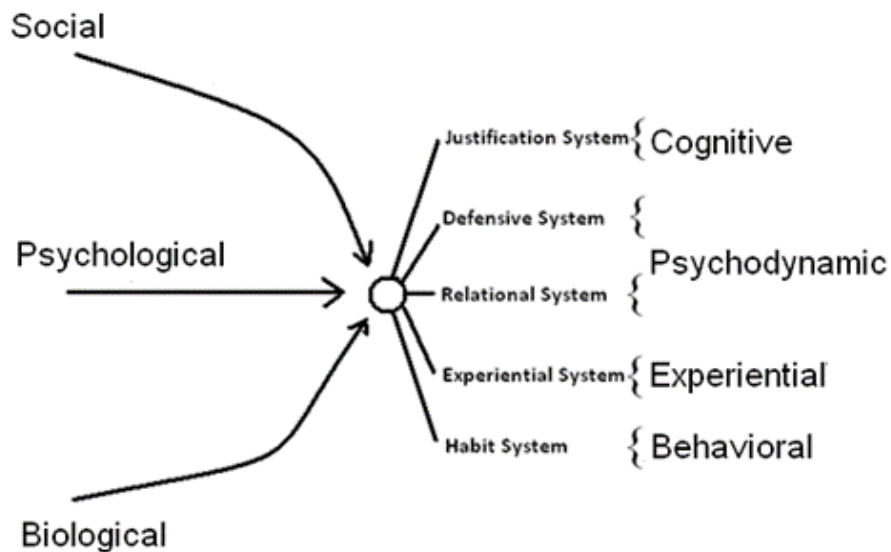 Social
Justification System { Cognitive
Defensive System {
Psychological
Psychodynamic
Relational System {
Experiential System { Experiential
Habit System { Behavioral
Biological